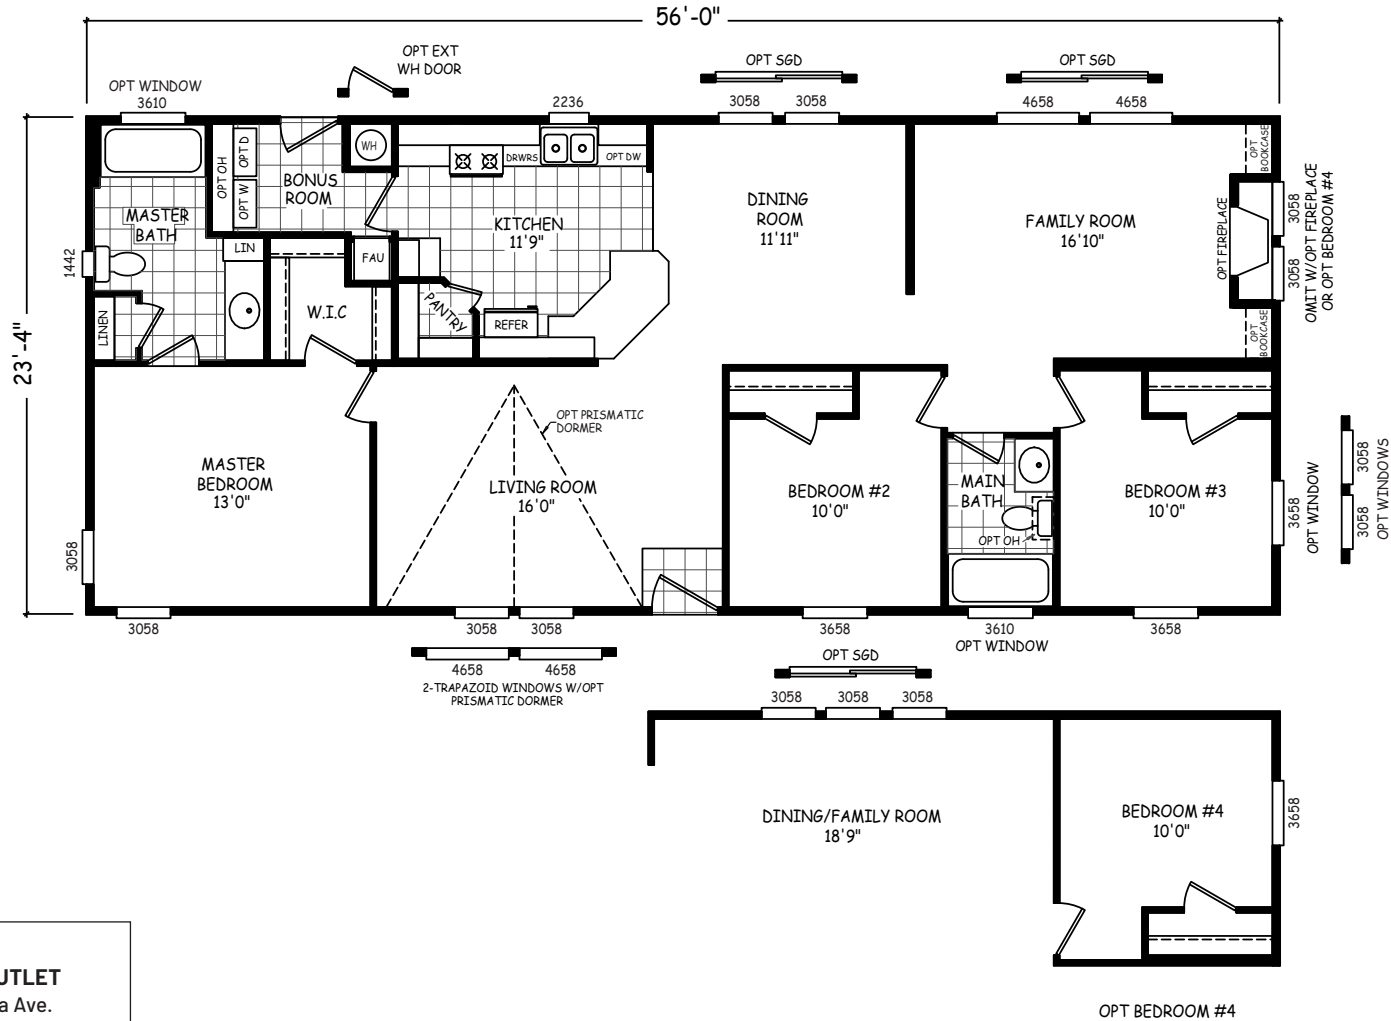 56'-0"
OPT EXT
WH DOOR
OPT SGD
OPT SGD
OPT WINDOW
3610
2236
3058 3058
4658 4658
23'-4"
OPT OH
OPT D
OPT W
WH
DRWRS
OPT DW
OPT
BOOKCASE
BONUS
ROOM
MASTER
BATH
KITCHEN
11'9"
DINING
ROOM
11'11"
FAMILY ROOM
16'10"
OPT FIREPLACE
3058
3058
OMIT W/OPT FIREPLACE
OR OPT BEDROOM #4
1442
LIN
FAU
W.I.C
PANTRY
REFER
LINEN
OPT
BOOKCASE
OPT PRISMATIC
DORMER
MASTER
BEDROOM
13'0"
LIVING ROOM
16'0"
BEDROOM #2
10'0"
MAIN
BATH
OPT OH
BEDROOM #3
10'0"
3658
OPT WINDOW
3058
3058
OPT WINDOWS
3058
3058
3058 3058
3658
3610
OPT WINDOW
3658
4658 4658
2-TRAPAZOID WINDOWS W/OPT
PRISMATIC DORMER
OPT SGD
3058 3058 3058
DINING/FAMILY ROOM
18'9"
BEDROOM #4
10'0"
3658
UTLET
a Ave.
OPT BEDROOM #4